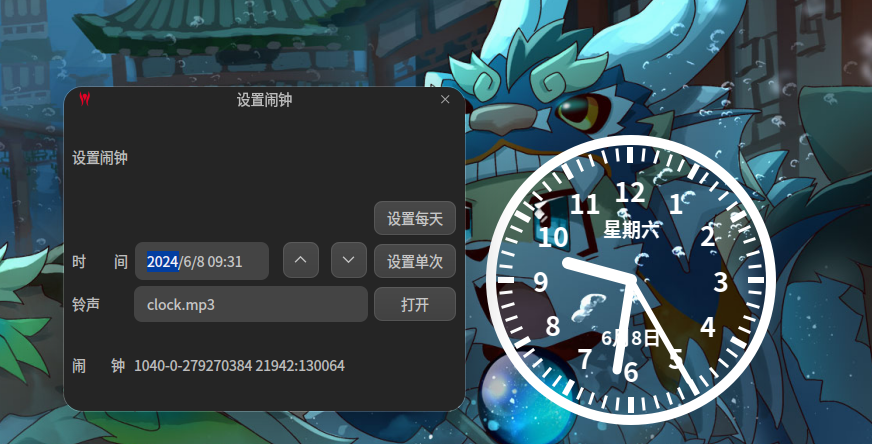 设置闹钟
设置闹钟
设置每天
时 间 2024/6/8 09:31 设置单次
铃声 clock.mp3 打开
闹 钟 1040-0-279270384 21942:130064
12
11 1
星期六
10 2
9 3
8 4
6月8日
7 5
6